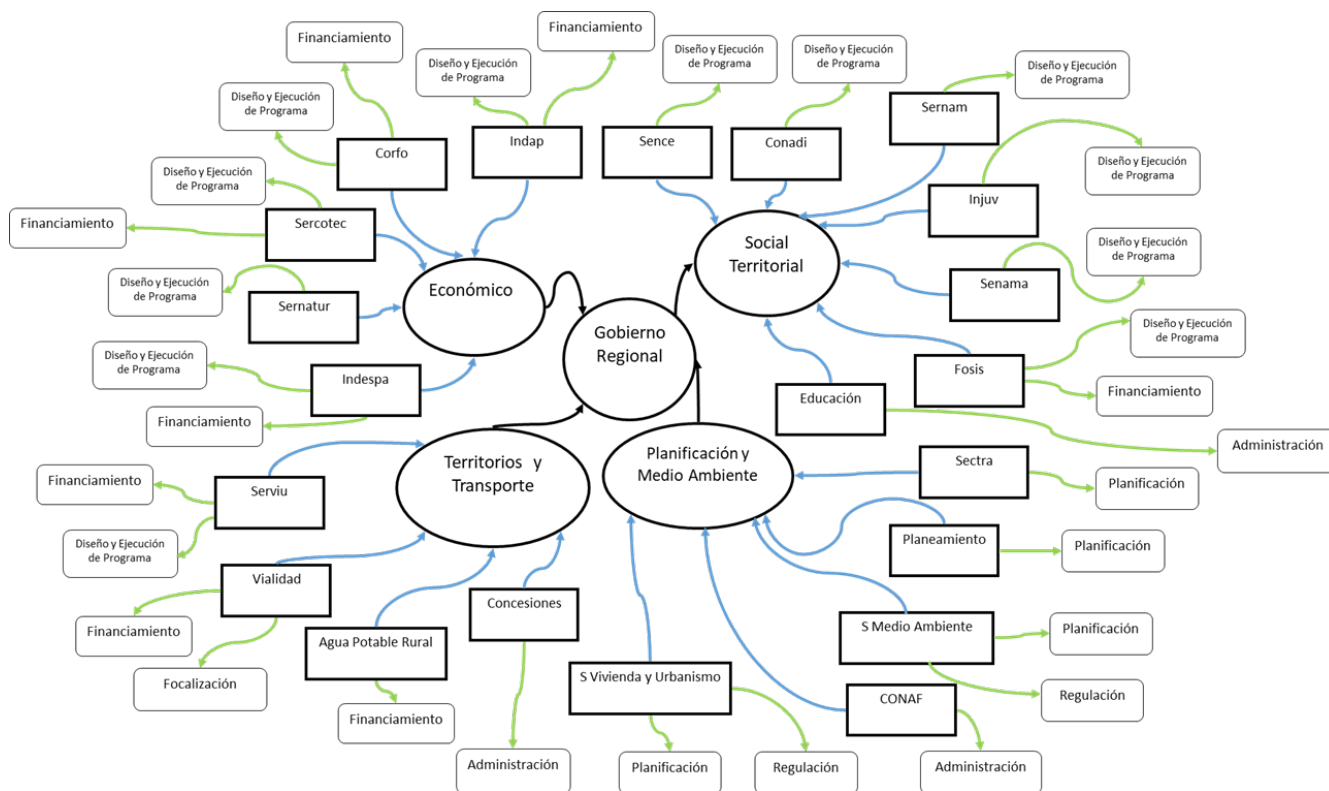 Financiamiento
Financiamiento
Diseño y Ejecución
de Programa
Diseño y Ejecución
de Programa
Diseño y Ejecución
de Programa
Diseño y Ejecución
de Programa
Diseño y Ejecución
de Programa
Sernam
Corfo
Indap
Sence
Conadi
Diseño y Ejecución
de Programa
Diseño y Ejecución
de Programa
Injuv
Financiamiento
Sercotec
Social
Territorial
Diseño y Ejecución
de Programa
Diseño y Ejecución
de Programa
Sernatur
Económico
Senama
Gobierno
Regional
Diseño y Ejecución
de Programa
Diseño y Ejecución
de Programa
Indespa
Fosis
Financiamiento
Educación
Financiamiento
Administración
Territorios y
Transporte
Planificación y
Medio Ambiente
Sectra
Financiamiento
Serviu
Planificación
Diseño y Ejecución
de Programa
Planeamiento
Planificación
Vialidad
Concesiones
Financiamiento
Agua Potable Rural
S Medio Ambiente
Planificación
Focalización
S Vivienda y Urbanismo
CONAF
Regulación
Financiamiento
Administración
Planificación
Regulación
Administración